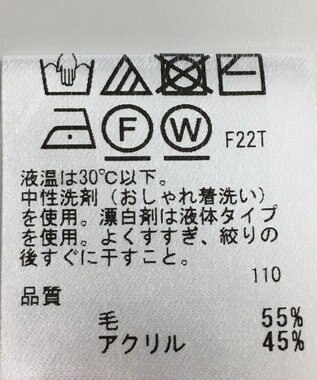 F W F22T
液温は30℃以下。
中性洗剤（おしゃれ着洗い）
を使用。漂白剤は液体タイプ
を使用。よくすすぎ、絞りの
後すぐに干すこと。
110
品質
毛 55%
アクリル 45%